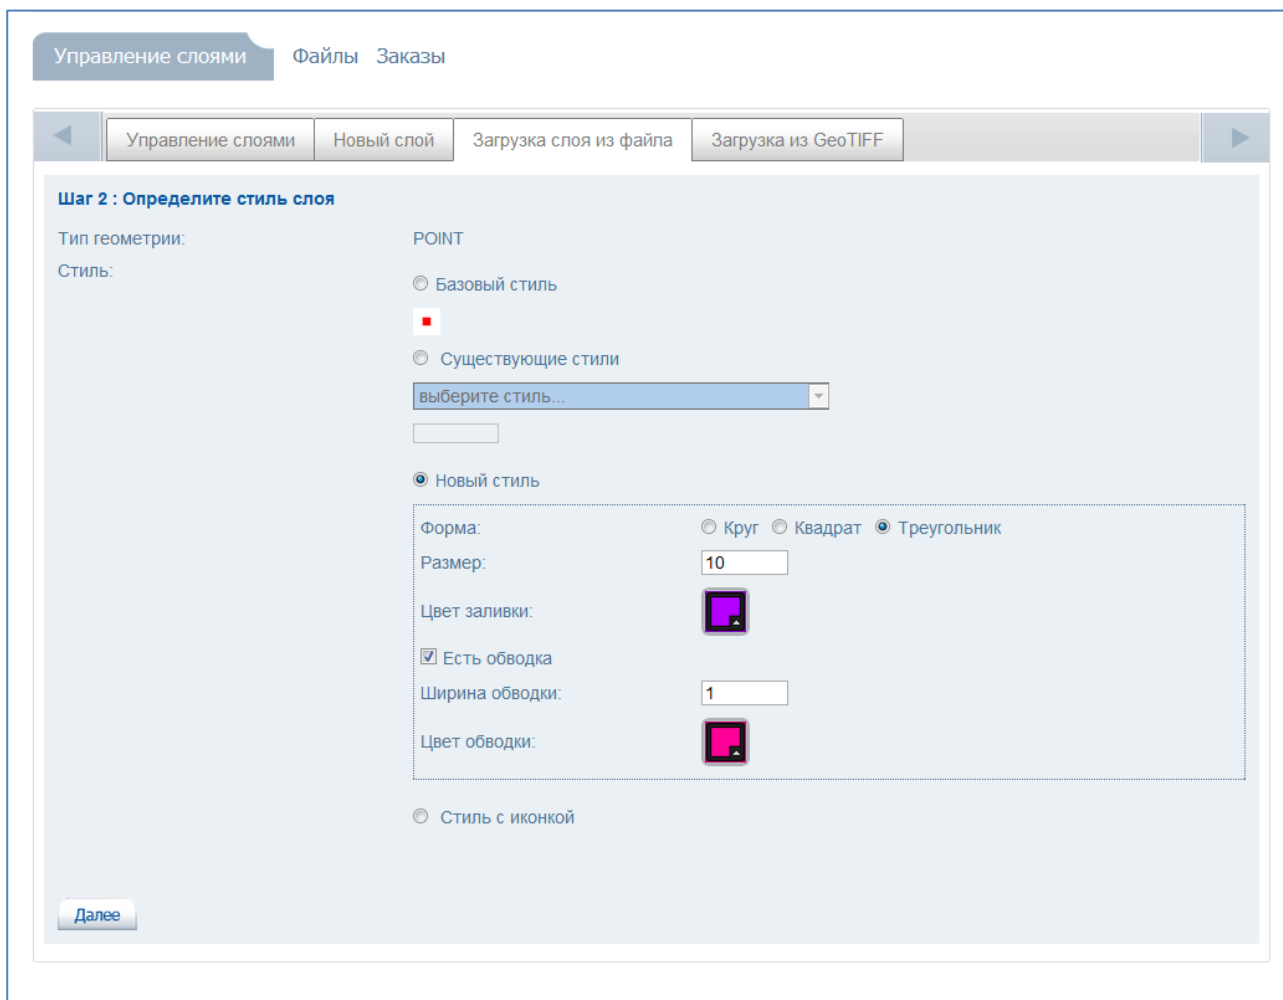 Управление слоями Файлы Заказы
Управление слоями Новый слой Загрузка слоя из файла Загрузка из GeoTIFF
Шаг 2 : Определите стиль слоя
Тип геометрии: POINT
Стиль:
Базовый стиль
Существующие стили
выберите стиль...
Новый стиль
Форма: Круг Квадрат Треугольник
Размер: 10
Цвет заливки:
Есть обводка
Ширина обводки: 1
Цвет обводки:
Стиль с иконкой
Далее